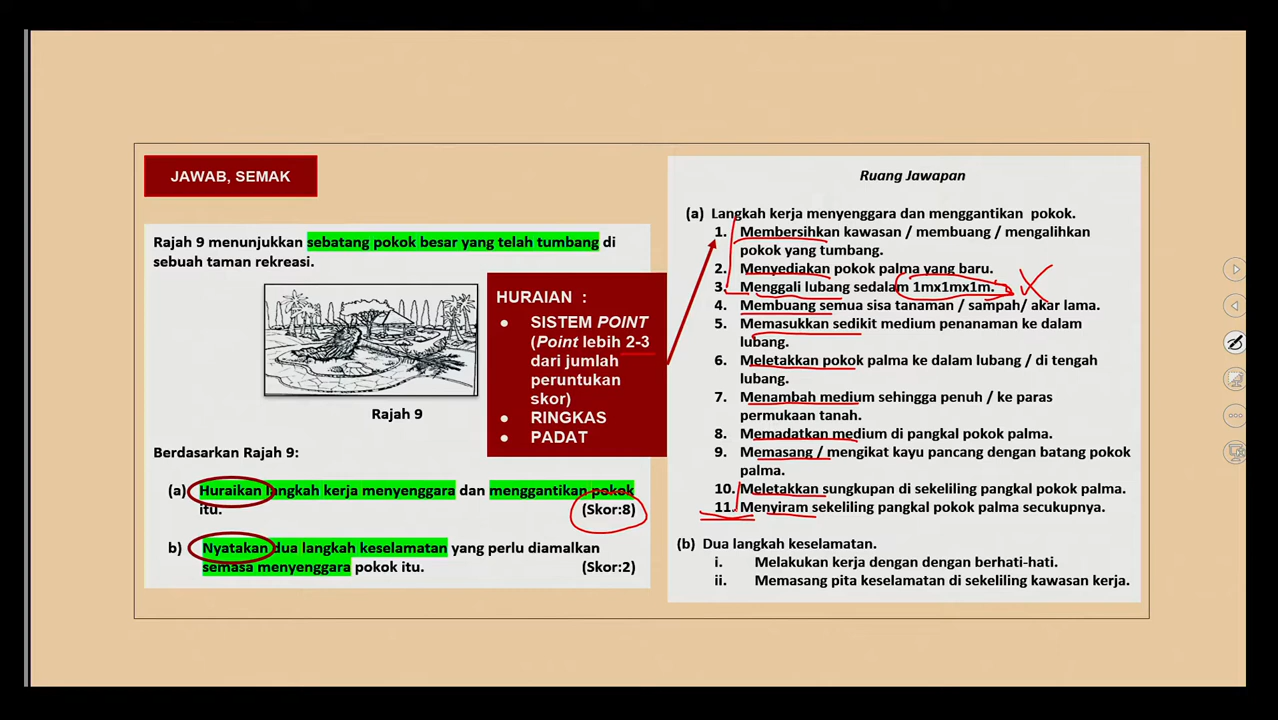 JAWAB, SEMAK
Rajah 9 menunjukkan sebatang pokok besar yang telah tumbang di
sebuah taman rekreasi.
Rajah 9
Berdasarkan Rajah 9:
(a) Huraikan langkah kerja menyenggara dan menggantikan pokok
itu. (Skor:8)
b) Nyatakan dua langkah keselamatan yang perlu diamalkan
semasa menyenggara pokok itu. (Skor:2)
HURAIAN :
● SISTEM POINT
(Point lebih 2-3
dari jumlah
peruntukan
skor)
● RINGKAS
● PADAT
Ruang Jawapan
(a) Langkah kerja menyenggara dan menggantikan pokok.
1. Membersihkan kawasan / membuang / mengalihkan
pokok yang tumbang.
2. Menyediakan pokok palma yang baru.
3. Menggali lubang sedalam 1mx1mx1m.
4. Membuang semua sisa tanaman / sampah/ akar lama.
5. Memasukkan sedikit medium penanaman ke dalam
lubang.
6. Meletakkan pokok palma ke dalam lubang / di tengah
lubang.
7. Menambah medium sehingga penuh / ke paras
permukaan tanah.
8. Memadatkan medium di pangkal pokok palma.
9. Memasang / mengikat kayu pancang dengan batang pokok
palma.
10. Meletakkan sungkupan di sekeliling pangkal pokok palma.
11. Menyiram sekeliling pangkal pokok palma secukupnya.
(b) Dua langkah keselamatan.
i. Melakukan kerja dengan dengan berhati-hati.
ii. Memasang pita keselamatan di sekeliling kawasan kerja.